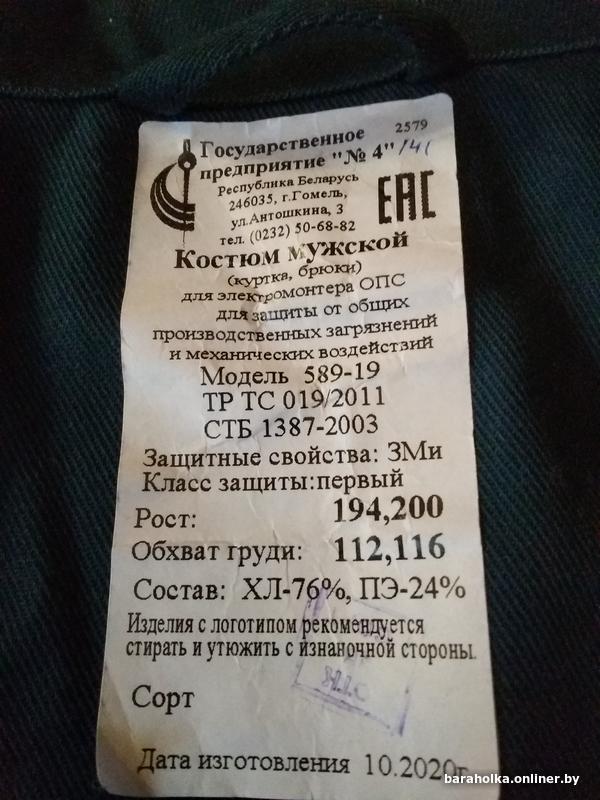 2579
Государственное
предприятие "№ 4" /41
Республика Беларусь
246035, г.Гомель,
ул.Антошкина, 3
тел. (0232) 50-68-82
ЕАС
Костюм мужской
(куртка, брюки)
для электромонтера ОПС
для защиты от общих
производственных загрязнений
и механических воздействий
Модель 589-19
ТР ТС 019/2011
СТБ 1387-2003
Защитные свойства: ЗМи
Класс защиты:первый
Рост: 194,200
Обхват груди: 112,116
Состав: ХЛ-76%, ПЭ-24%
Изделия с логотипом рекомендуется
стирать и утюжить с изнаночной стороны.
Сорт
Дата изготовления 10.2020г.
baraholka.onliner.by